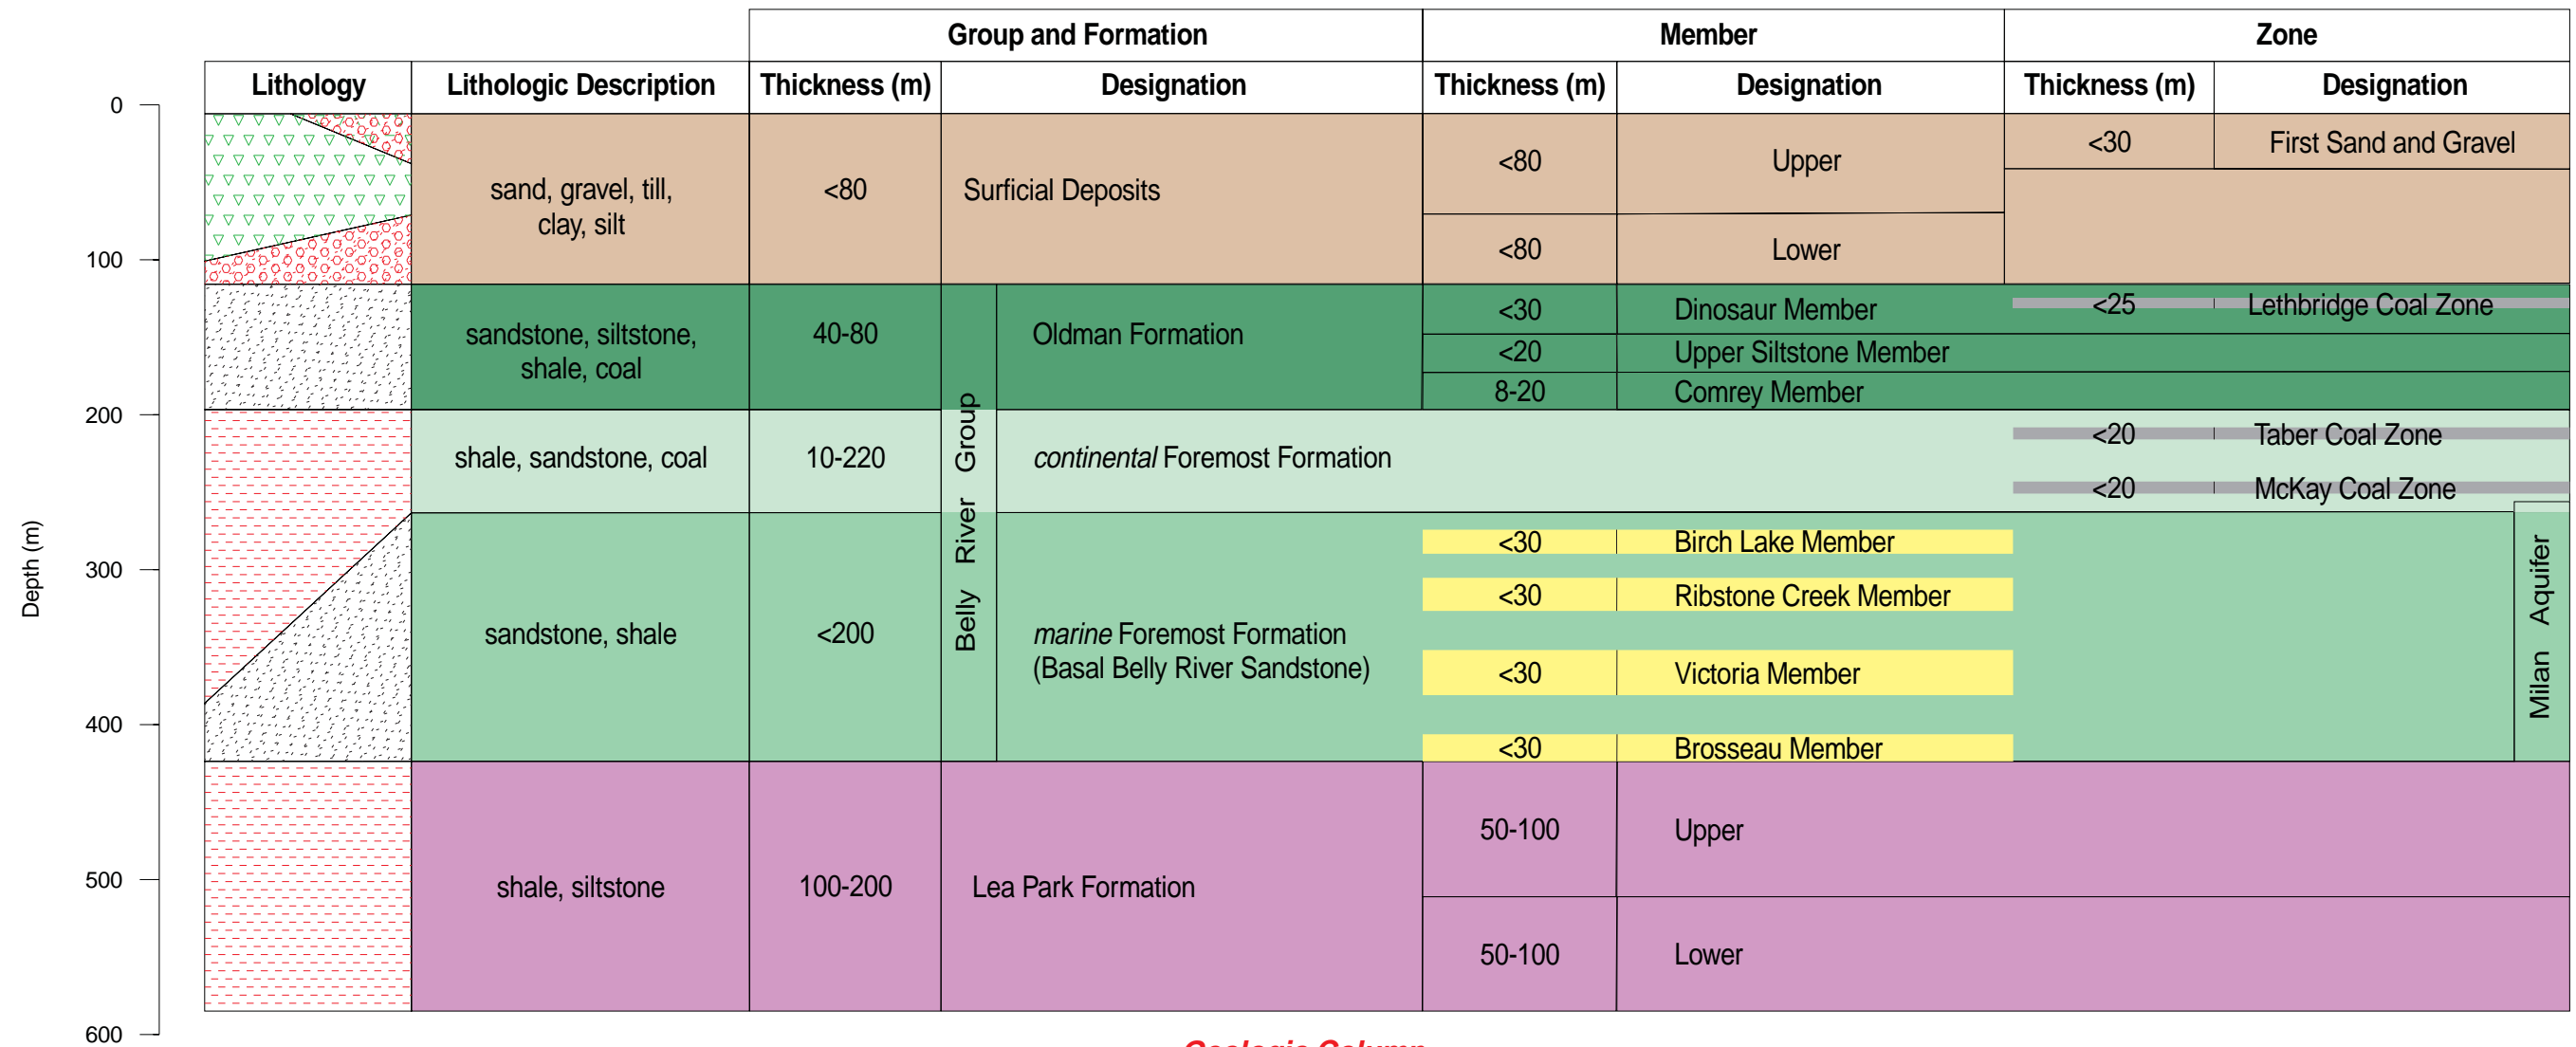 Group and Formation Member Zone
Lithology Lithologic Description Thickness (m) Designation Thickness (m) Designation Thickness (m) Designation
0
100
200
300
400
500
600
Depth (m)
sand, gravel, till,
clay, silt
<80
Surficial Deposits
<80 Upper
<80 Lower
<30 First Sand and Gravel
sandstone, siltstone,
shale, coal
40-80
Oldman Formation
<30 Dinosaur Member
<20 Upper Siltstone Member
8-20 Comrey Member
<25 Lethbridge Coal Zone
Belly River Group
shale, sandstone, coal
10-220
continental Foremost Formation
<20 Taber Coal Zone
<20 McKay Coal Zone
sandstone, shale
<200
marine Foremost Formation
(Basal Belly River Sandstone)
<30 Birch Lake Member
<30 Ribstone Creek Member
<30 Victoria Member
<30 Brosseau Member
Milan Aquifer
shale, siltstone
100-200
Lea Park Formation
50-100 Upper
50-100 Lower
Geologic Column